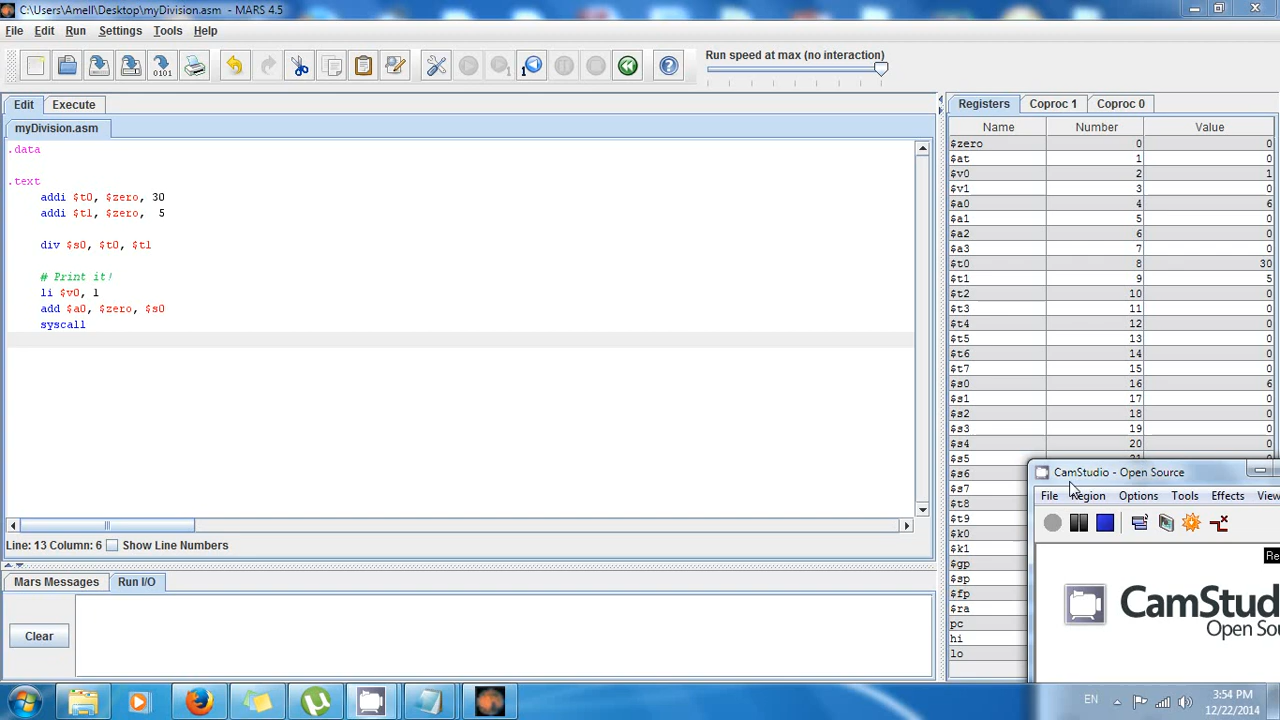 C:\Users\Amell\Desktop\myDivision.asm - MARS 4.5
File Edit Run Settings Tools Help
Run speed at max (no interaction)
Edit Execute
myDivision.asm
.data
.text
addi $t0, $zero, 30
addi $t1, $zero, 5
div $s0, $t0, $t1
# Print it!
li $v0, 1
add $a0, $zero, $s0
syscall
Line: 13 Column: 6 Show Line Numbers
Mars Messages Run I/O
Clear
Registers Coproc 1 Coproc 0
Name Number Value
$zero 0 0
$at 1 0
$v0 2 1
$v1 3 0
$a0 4 6
$a1 5 0
$a2 6 0
$a3 7 0
$t0 8 30
$t1 9 5
$t2 10 0
$t3 11 0
$t4 12 0
$t5 13 0
$t6 14 0
$t7 15 0
$s0 16 6
$s1 17 0
$s2 18 0
$s3 19 0
$s4 20 0
$s5
$s6
$s7
$t8
$t9
$k0
$k1
$gp
$sp
$fp
$ra
pc
hi
lo
CamStudio - Open Source
File Region Options Tools Effects View
Re
CamStudi
Open Sou
EN
3:54 PM
12/22/2014